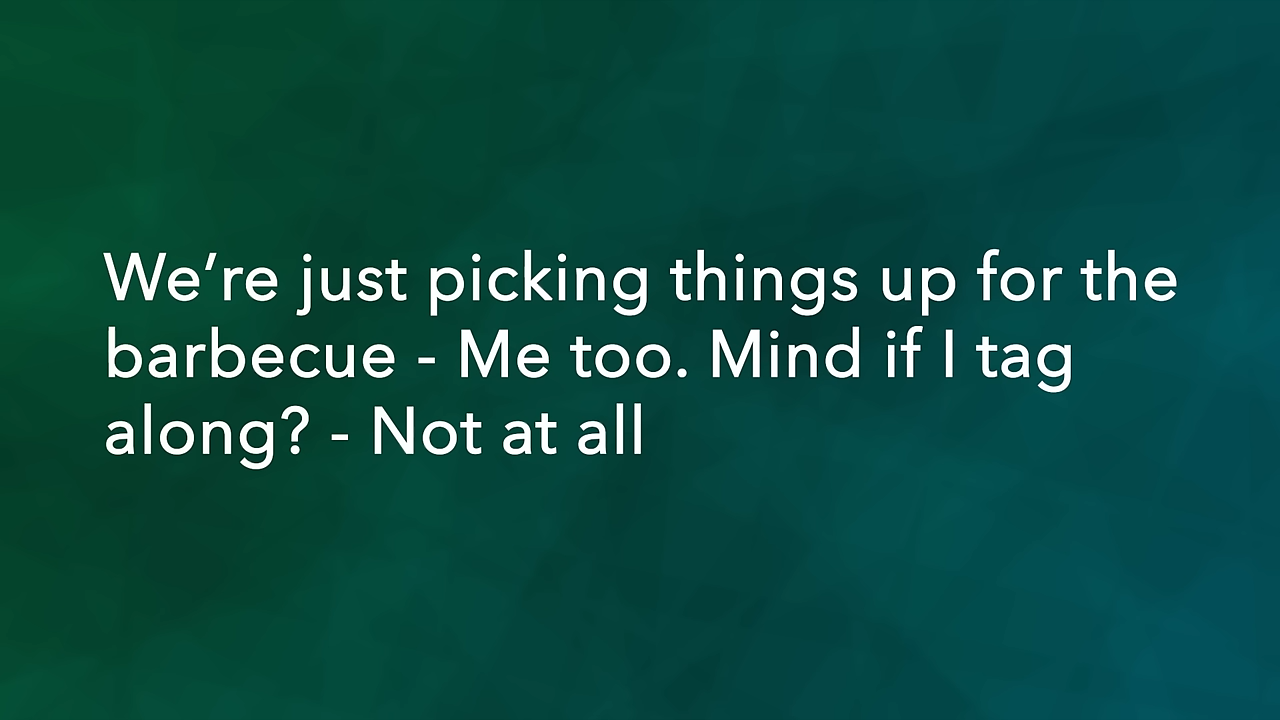 We’re just picking things up for the
barbecue - Me too. Mind if I tag
along? - Not at all